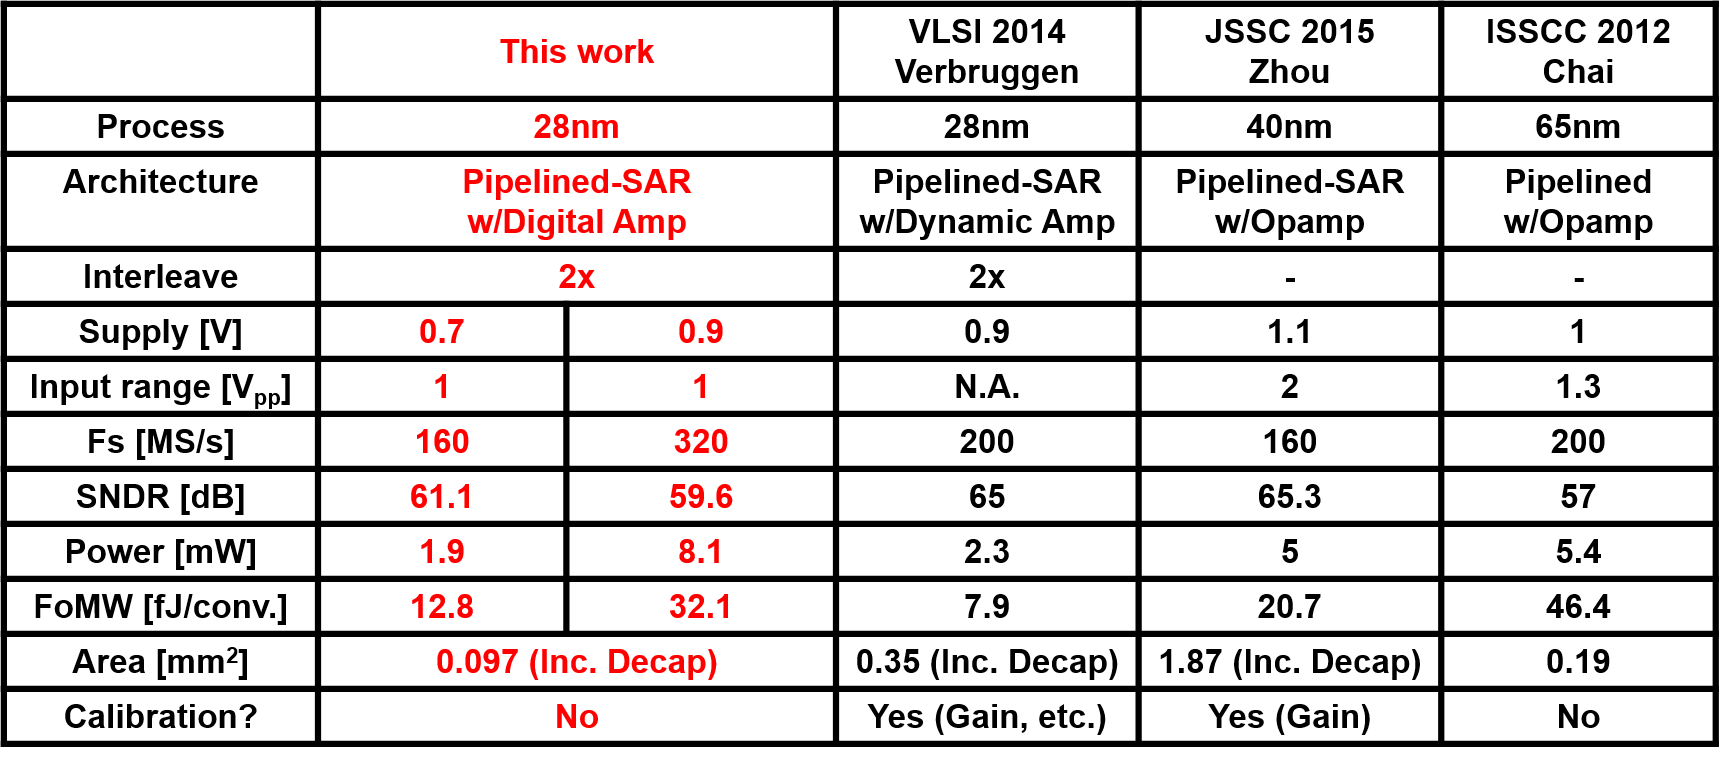 This work
VLSI 2014
Verbruggen
JSSC 2015
Zhou
ISSCC 2012
Chai
Process
28nm
28nm
40nm
65nm
Architecture
Pipelined-SAR
w/Digital Amp
Pipelined-SAR
w/Dynamic Amp
Pipelined-SAR
w/Opamp
Pipelined
w/Opamp
Interleave
2x
2x
-
-
Supply [V]
0.7
0.9
0.9
1.1
1
Input range [Vpp]
1
1
N.A.
2
1.3
Fs [MS/s]
160
320
200
160
200
SNDR [dB]
61.1
59.6
65
65.3
57
Power [mW]
1.9
8.1
2.3
5
5.4
FoMW [fJ/conv.]
12.8
32.1
7.9
20.7
46.4
Area [mm²]
0.097 (Inc. Decap)
0.35 (Inc. Decap)
1.87 (Inc. Decap)
0.19
Calibration?
No
Yes (Gain, etc.)
Yes (Gain)
No